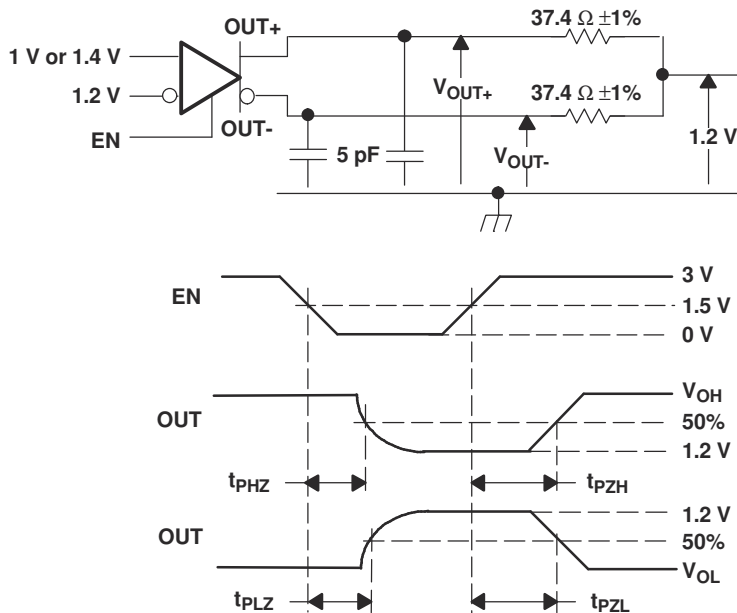 OUT+
37.4 Ω ±1%
1 V or 1.4 V
V_OUT+
37.4 Ω ±1%
1.2 V
OUT-
EN
5 pF
V_OUT-
1.2 V
3 V
EN
1.5 V
0 V
V_OH
OUT
50%
1.2 V
t_PHZ
t_PZH
1.2 V
OUT
50%
V_OL
t_PLZ
t_PZL